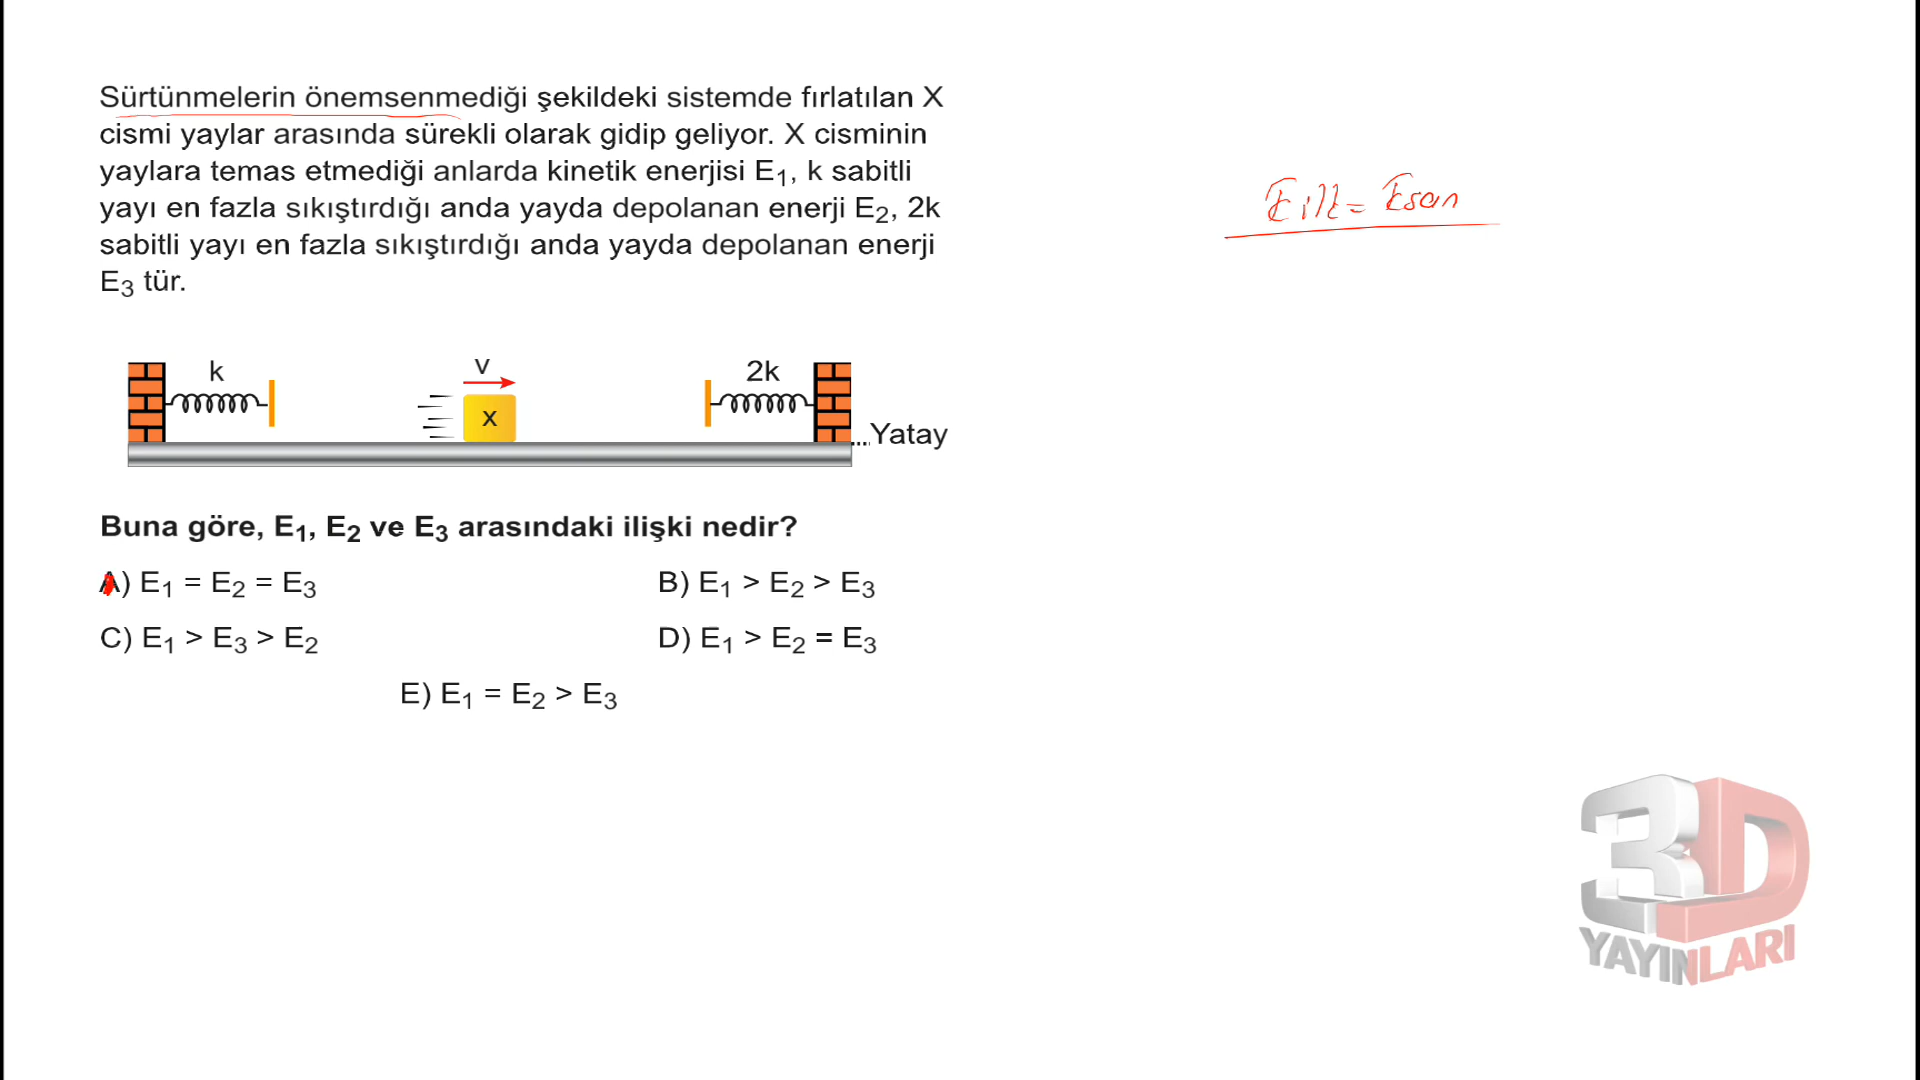 Sürtünmelerin önemsenmediği şekildeki sistemde fırlatılan X
cismi yaylar arasında sürekli olarak gidip geliyor. X cisminin
yaylara temas etmediği anlarda kinetik enerjisi E₁, k sabitli
yayı en fazla sıkıştırdığı anda yayda depolanan enerji E₂, 2k
sabitli yayı en fazla sıkıştırdığı anda yayda depolanan enerji
E₃ tür.
Eilk = Eson
k
v
2k
x
...Yatay
Buna göre, E₁, E₂ ve E₃ arasındaki ilişki nedir?
A) E₁ = E₂ = E₃
B) E₁ > E₂ > E₃
C) E₁ > E₃ > E₂
D) E₁ > E₂ = E₃
E) E₁ = E₂ > E₃
3D
YAYINLARI